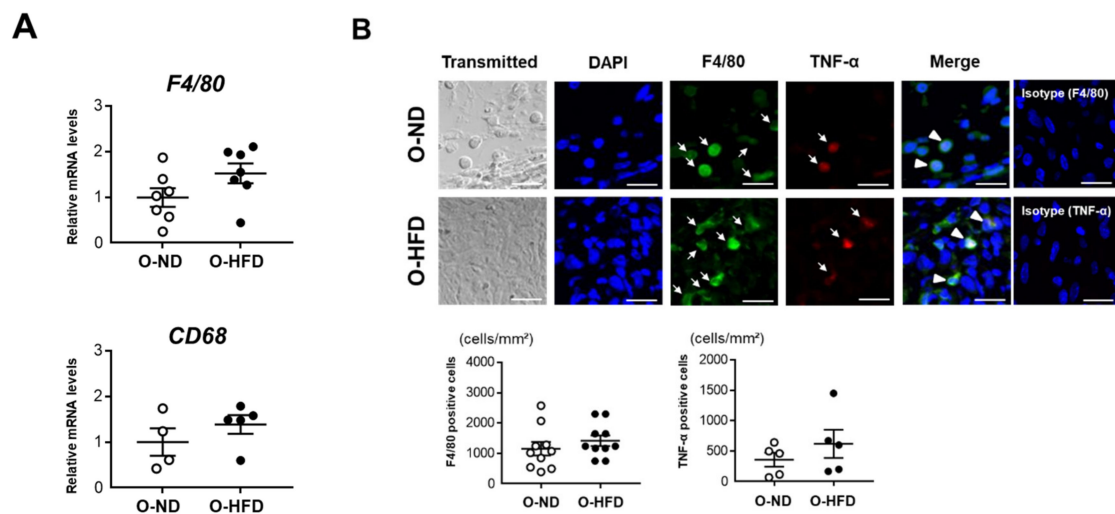 A
F4/80
Relative mRNA levels
3
2
1
0
O-ND
O-HFD
CD68
Relative mRNA levels
3
2
1
0
O-ND
O-HFD
B
Transmitted
DAPI
F4/80
TNF-α
Merge
O-ND
Isotype (F4/80)
O-HFD
Isotype (TNF-α)
(cells/mm²)
F4/80 positive cells
4000
3000
2000
1000
0
O-ND
O-HFD
(cells/mm²)
TNF-α positive cells
2000
1500
1000
500
0
O-ND
O-HFD